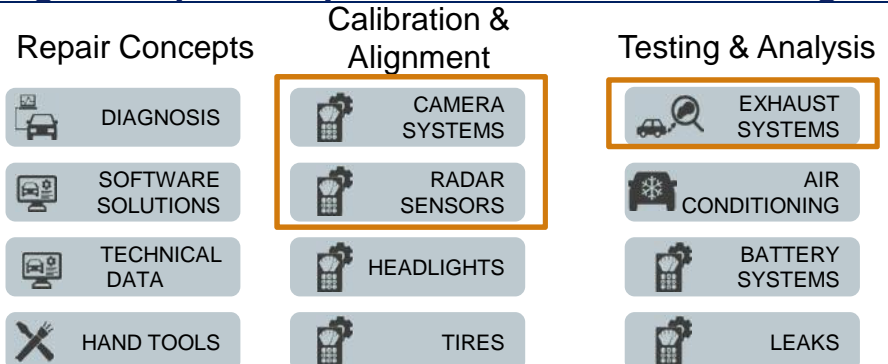 Repair Concepts
DIAGNOSIS
SOFTWARE
SOLUTIONS
TECHNICAL
DATA
HAND TOOLS
Calibration &
Alignment
CAMERA
SYSTEMS
RADAR
SENSORS
HEADLIGHTS
TIRES
Testing & Analysis
EXHAUST
SYSTEMS
AIR
CONDITIONING
BATTERY
SYSTEMS
LEAKS